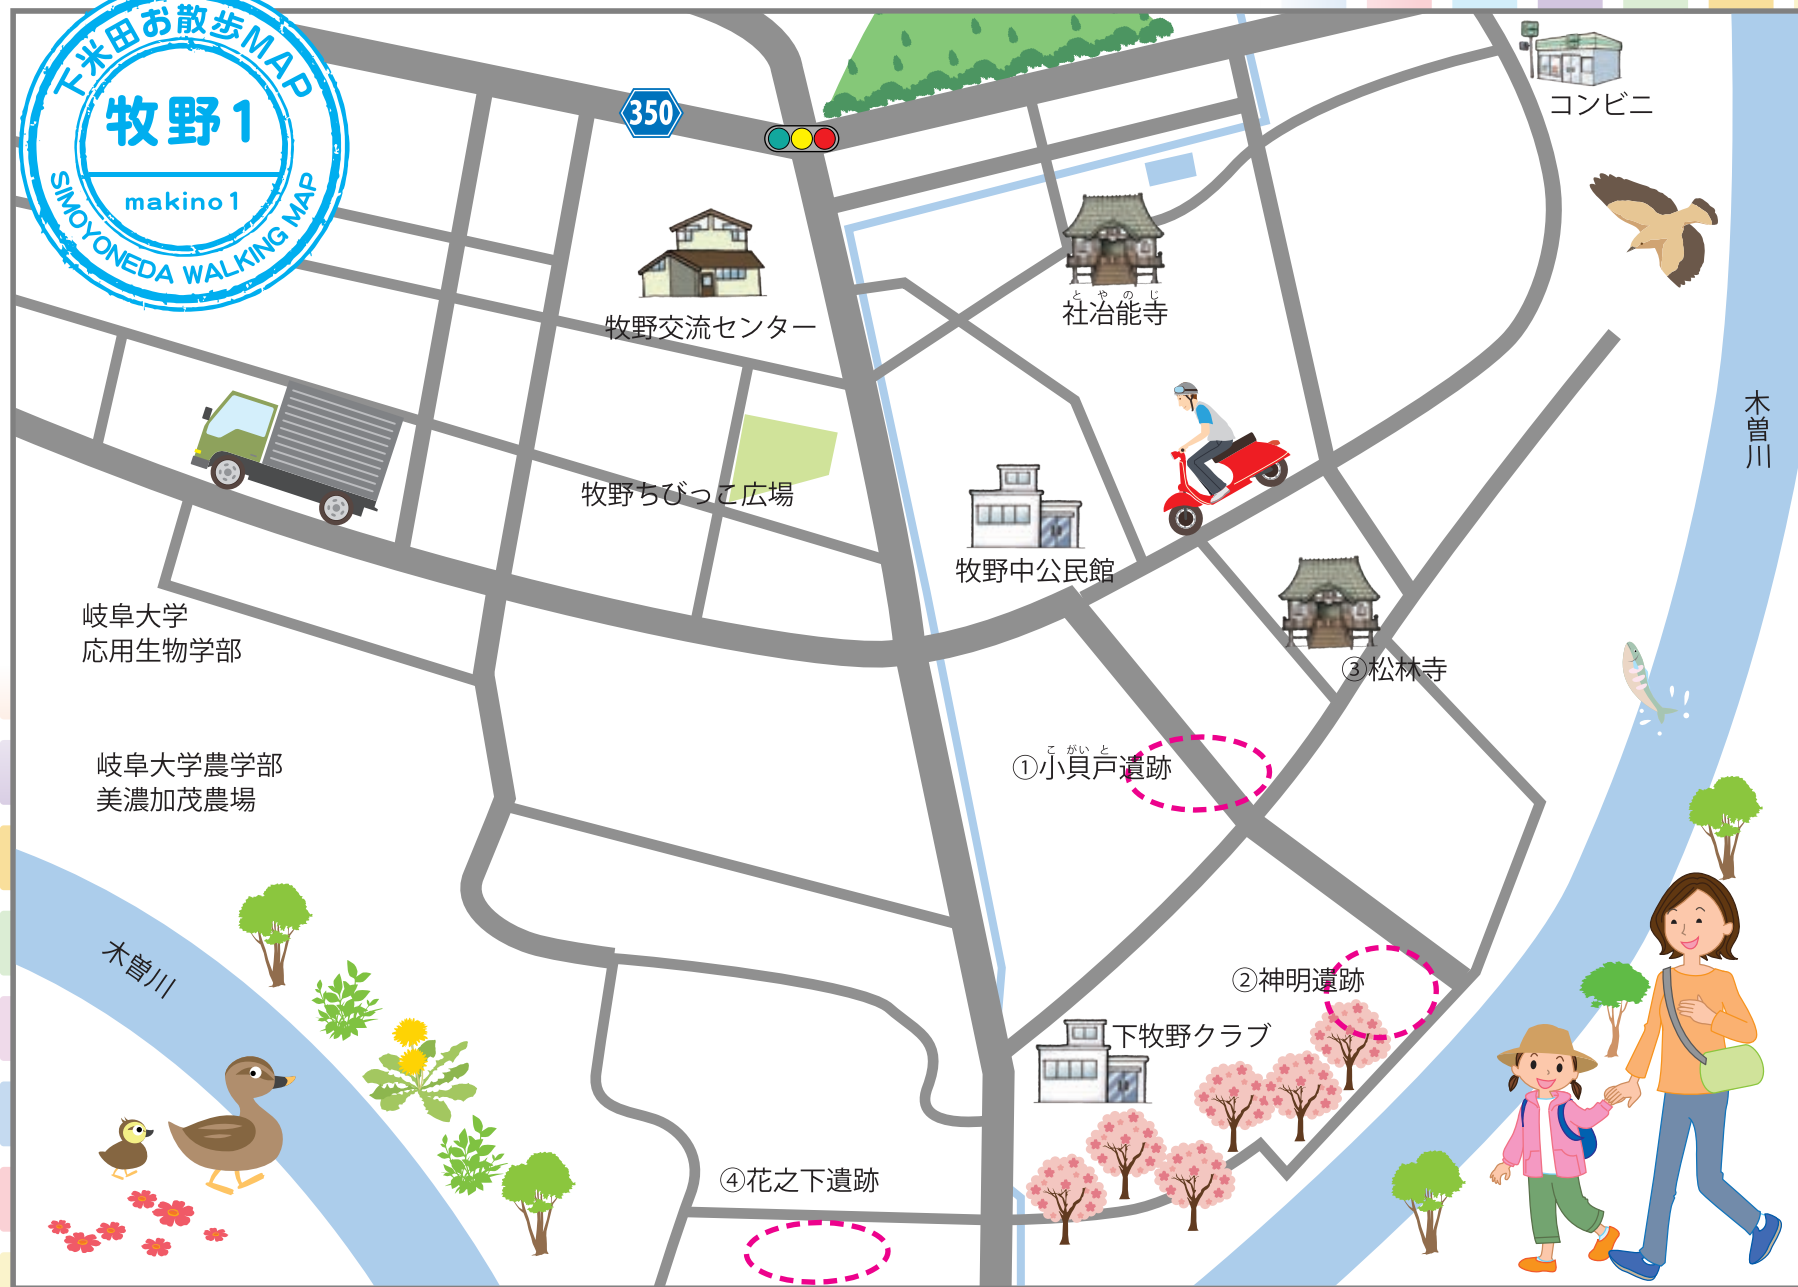 下米田お散歩MAP
牧野1
makino1
SIMOYONEDA WALKING MAP
350
コンビニ
牧野交流センター
とやのじ
社冶能寺
木曽川
牧野ちびっこ広場
牧野中公民館
岐阜大学
応用生物学部
③松林寺
こがいと
①小貝戸遺跡
岐阜大学農学部
美濃加茂農場
木曽川
②神明遺跡
下牧野クラブ
④花之下遺跡